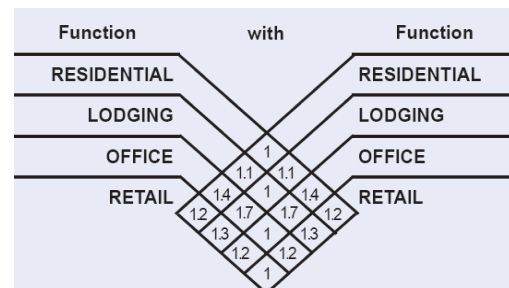 Function with Function
RESIDENTIAL RESIDENTIAL
LODGING LODGING
OFFICE OFFICE
RETAIL RETAIL
1
1.1 1.1
1.4 1 1.4
1.2 1.7 1.7 1.2
1.3 1 1.3
1.2 1.2
1